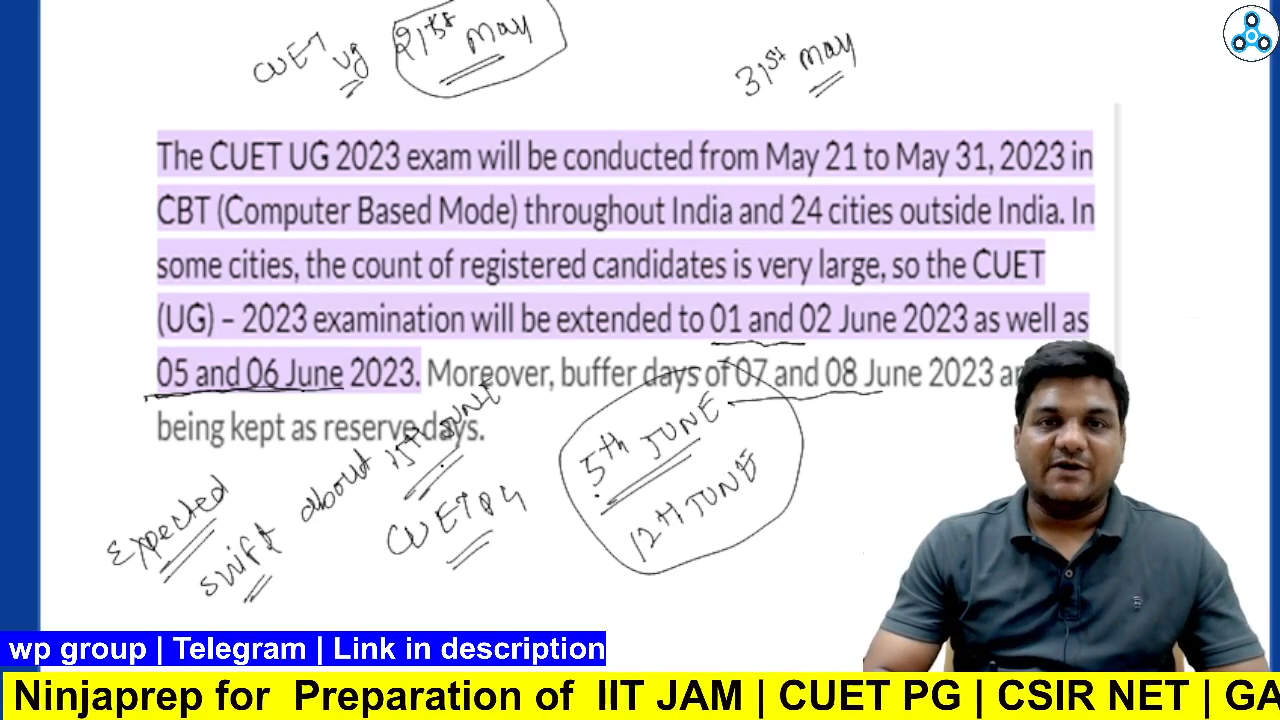 CUET ug 21st May
31st May
The CUET UG 2023 exam will be conducted from May 21 to May 31, 2023 in
CBT (Computer Based Mode) throughout India and 24 cities outside India. In
some cities, the count of registered candidates is very large, so the CUET
(UG) – 2023 examination will be extended to 01 and 02 June 2023 as well as
05 and 06 June 2023. Moreover, buffer days of 07 and 08 June 2023 ar
being kept as reserve days.
Expected
shift about 15th JUNE
CUET
5th JUNE
12th JUNE
wp group | Telegram | Link in description
Ninjaprep for Preparation of IIT JAM | CUET PG | CSIR NET | GA